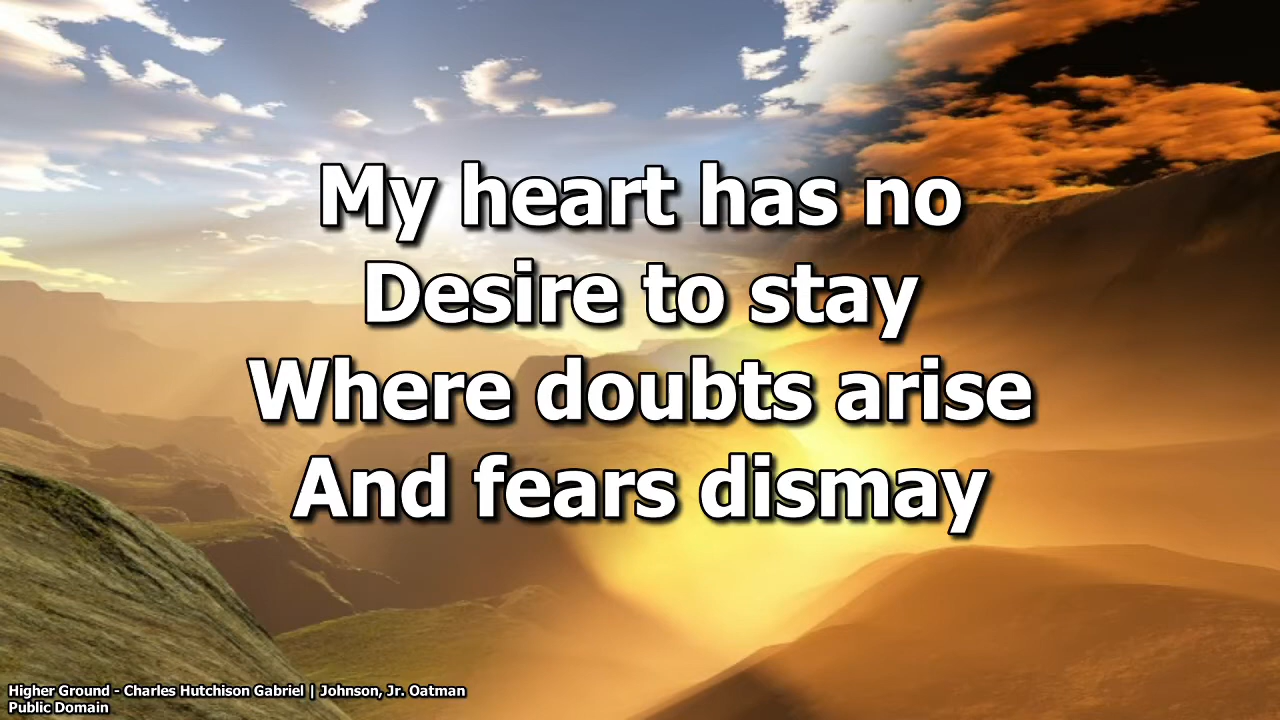 My heart has no
Desire to stay
Where doubts arise
And fears dismay
Higher Ground - Charles Hutchison Gabriel | Johnson, Jr. Oatman
Public Domain